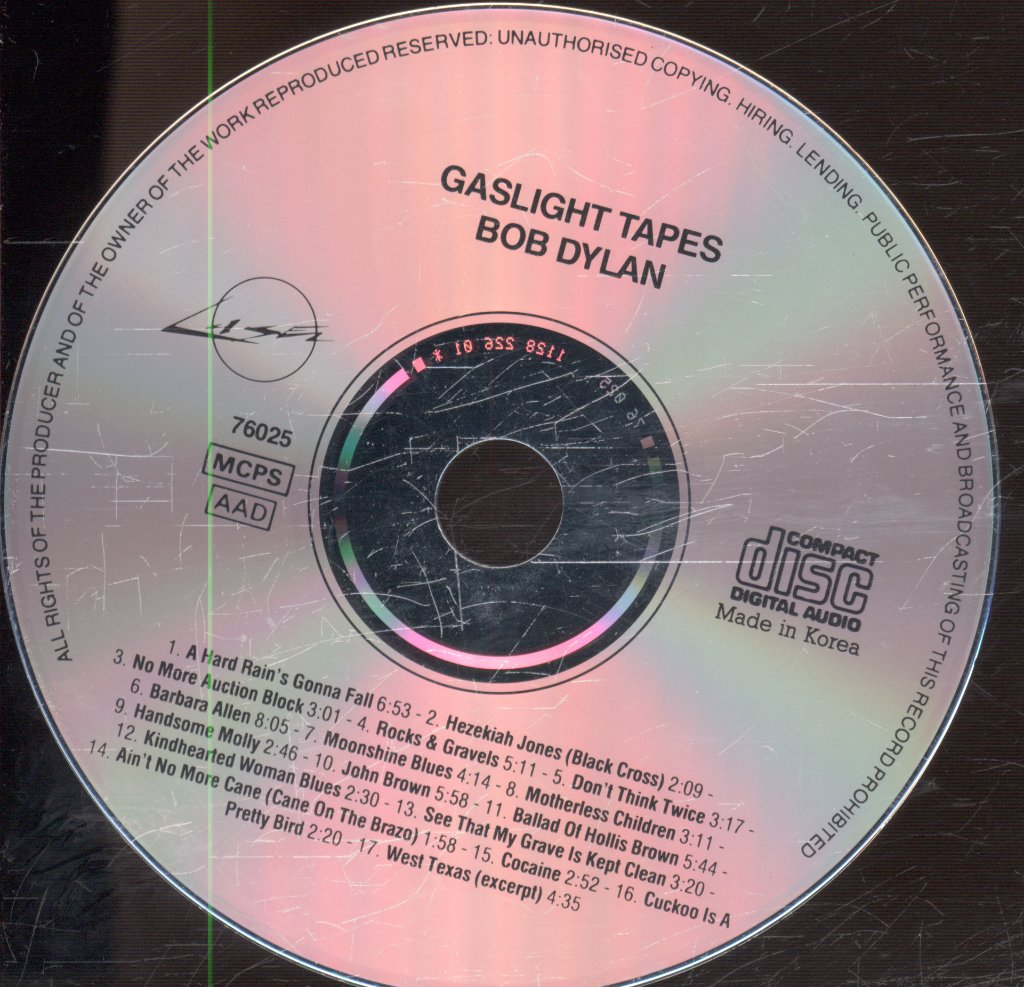 ALL RIGHTS OF THE PRODUCER AND OF THE OWNER OF THE WORK REPRODUCED RESERVED: UNAUTHORISED COPYING. HIRING. LENDING. PUBLIC PERFORMANCE AND BROADCASTING OF THIS RECORD PROHIBITED
GASLIGHT TAPES
BOB DYLAN
LASER
1128 226 01 *
76025
MCPS
AAD
COMPACT
disc
DIGITAL AUDIO
Made in Korea
1. A Hard Rain's Gonna Fall 6:53 - 2. Hezekiah Jones (Black Cross) 2:09 -
3. No More Auction Block 3:01 - 4. Rocks & Gravels 5:11 - 5. Don't Think Twice 3:17 -
6. Barbara Allen 8:05 - 7. Moonshine Blues 4:14 - 8. Motherless Children 3:11 -
9. Handsome Molly 2:46 - 10. John Brown 5:58 - 11. Ballad Of Hollis Brown 5:44 -
12. Kindhearted Woman Blues 2:30 - 13. See That My Grave Is Kept Clean 3:20 -
14. Ain't No More Cane (Cane On The Brazo) 1:58 - 15. Cocaine 2:52 - 16. Cuckoo Is A
Pretty Bird 2:20 - 17. West Texas (excerpt) 4:35